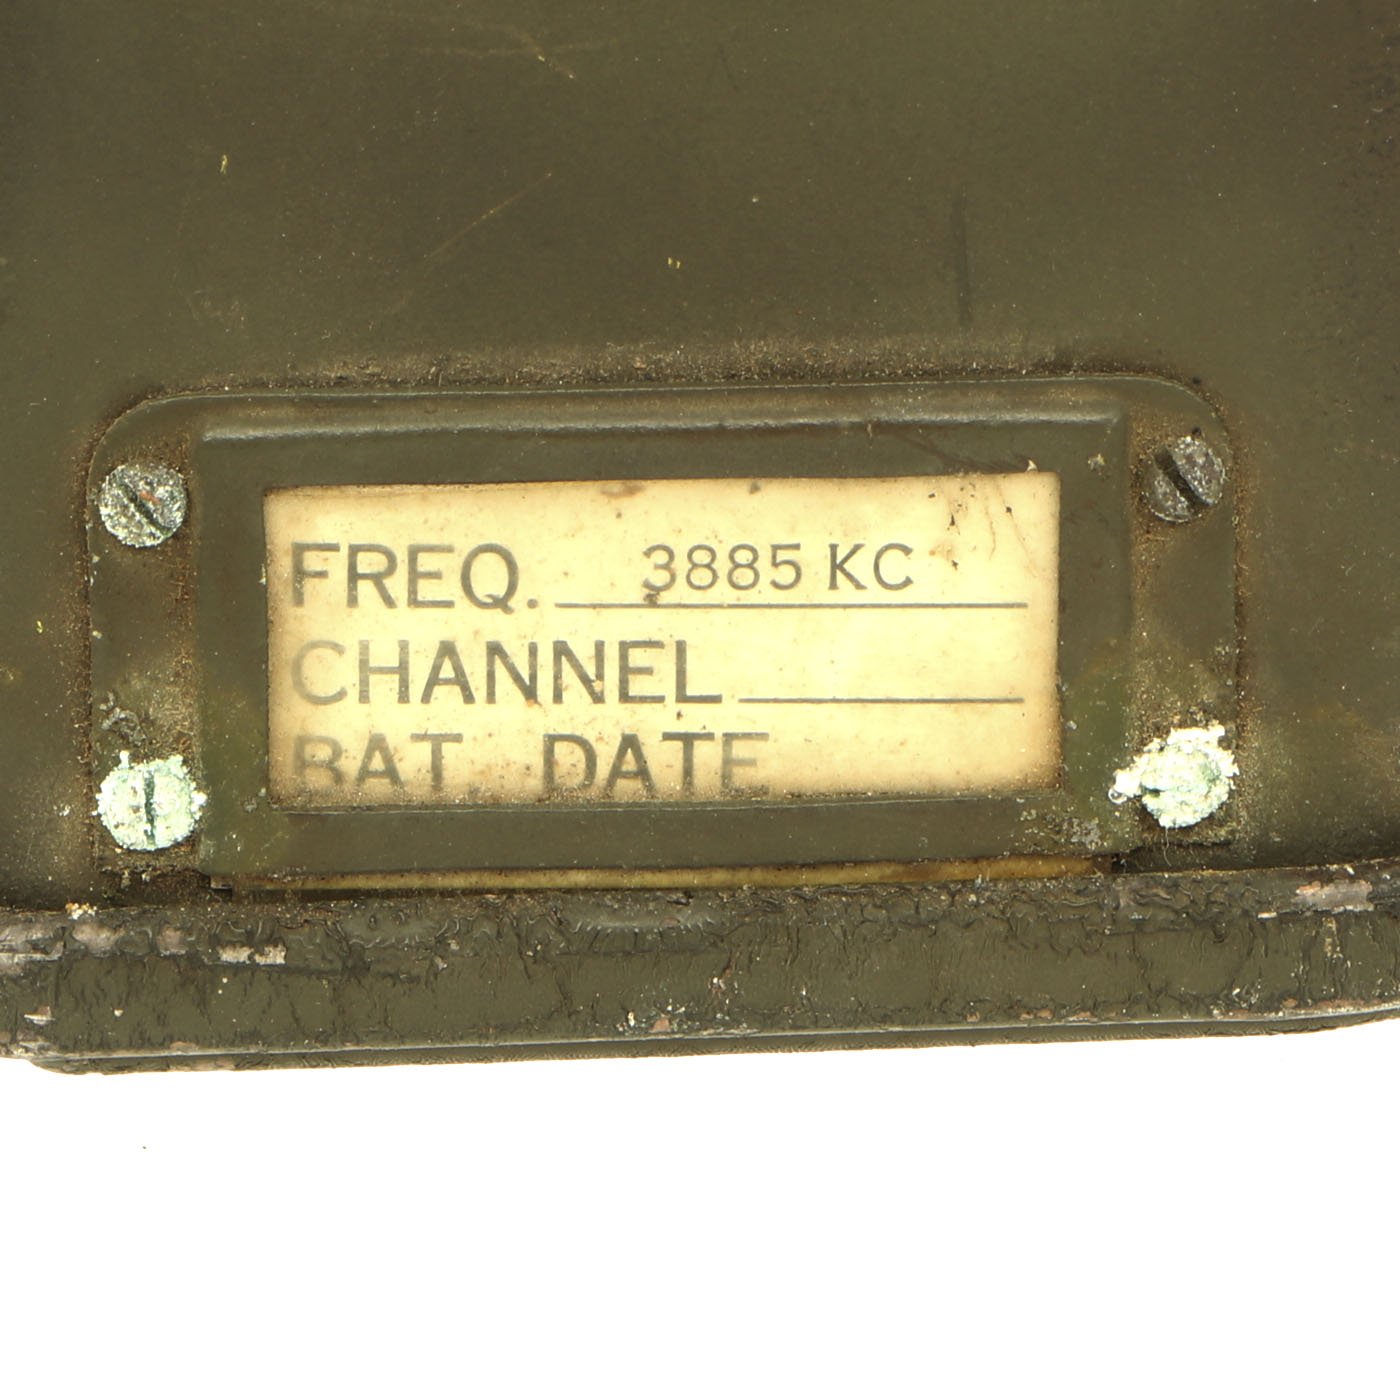 FREQ. 3885 KC
CHANNEL
BAT. DATE